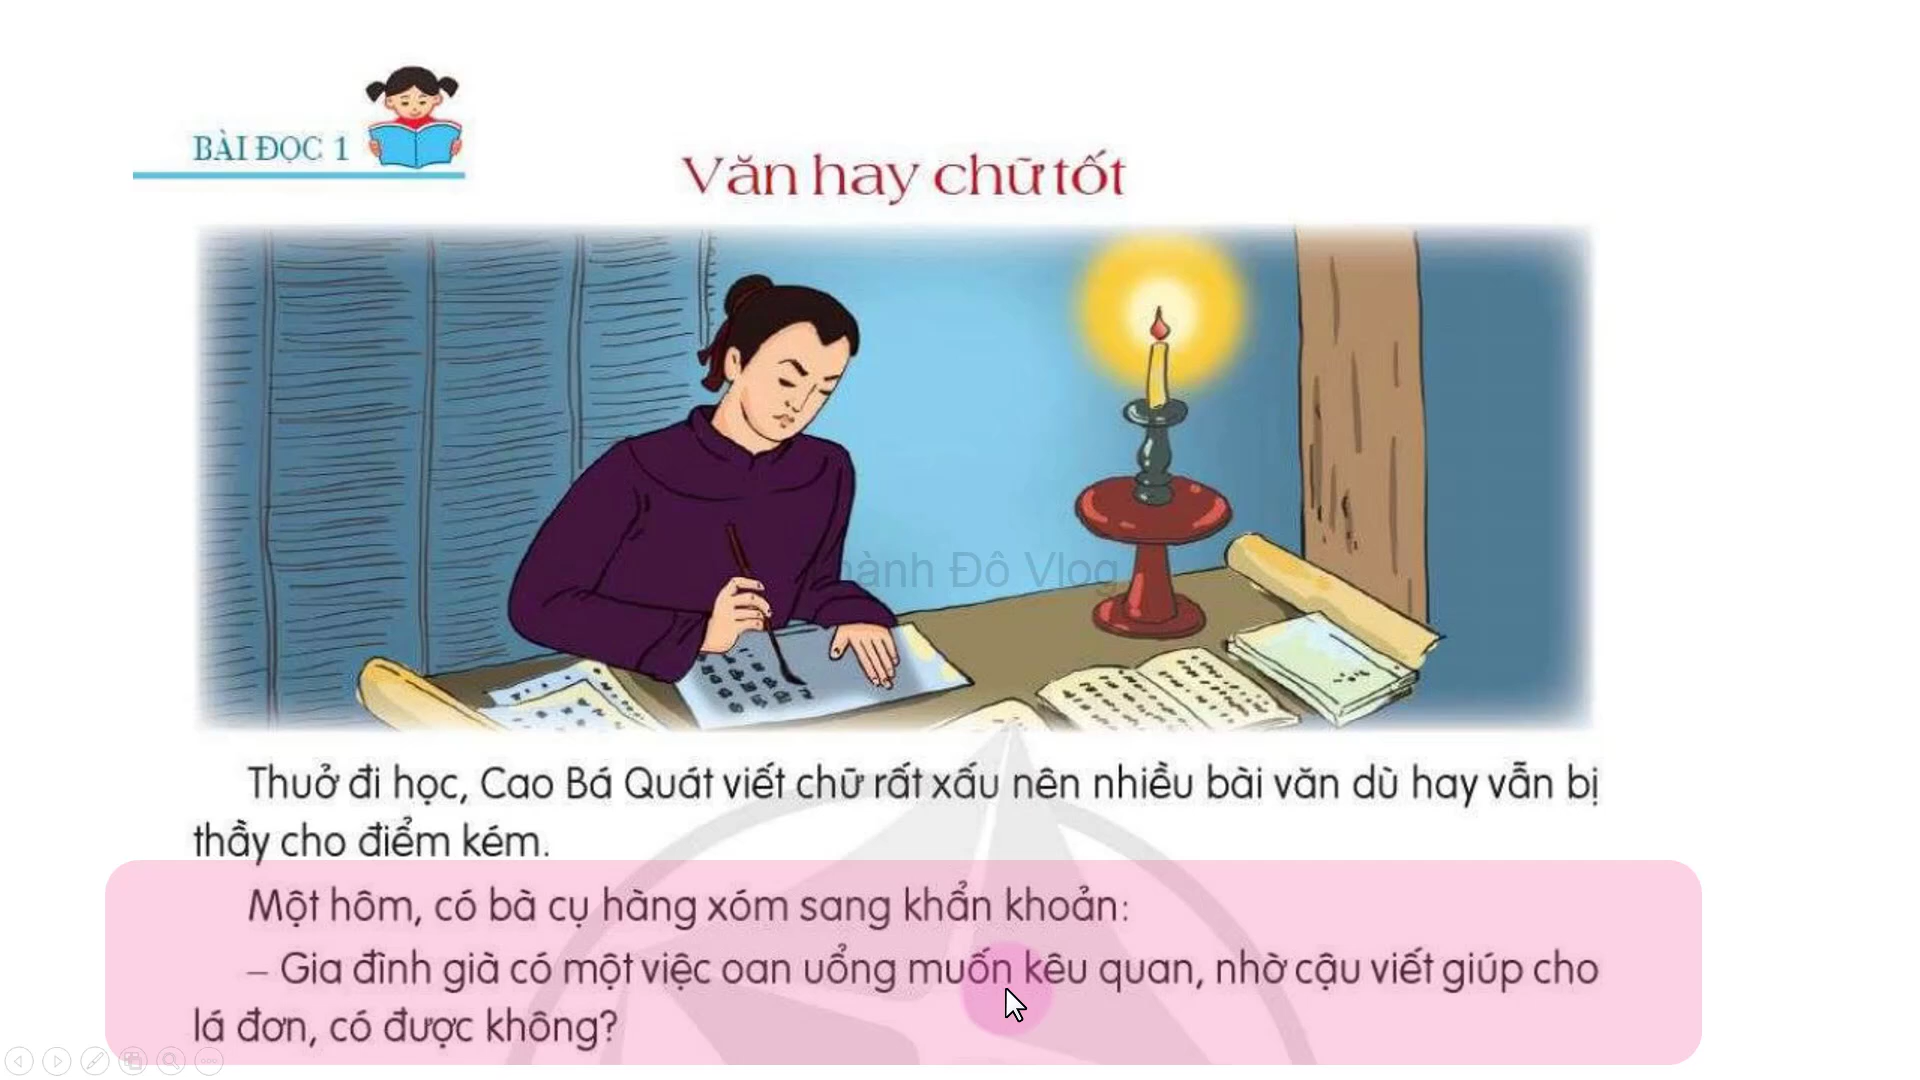 BÀI ĐỌC 1
Văn hay chữ tốt
Thành Đô Vlog
Thuở đi học, Cao Bá Quát viết chữ rất xấu nên nhiều bài văn dù hay vẫn bị
thầy cho điểm kém.
Một hôm, có bà cụ hàng xóm sang khẩn khoản:
– Gia đình già có một việc oan uổng muốn kêu quan, nhờ cậu viết giúp cho
lá đơn, có được không?